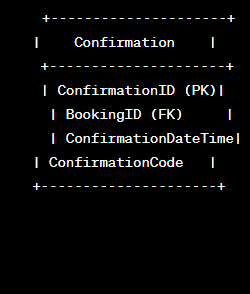 +---------------------+
|    Confirmation    |
+---------------------+
| ConfirmationID (PK)|
| BookingID (FK)     |
| ConfirmationDateTime|
| ConfirmationCode   |
+---------------------+